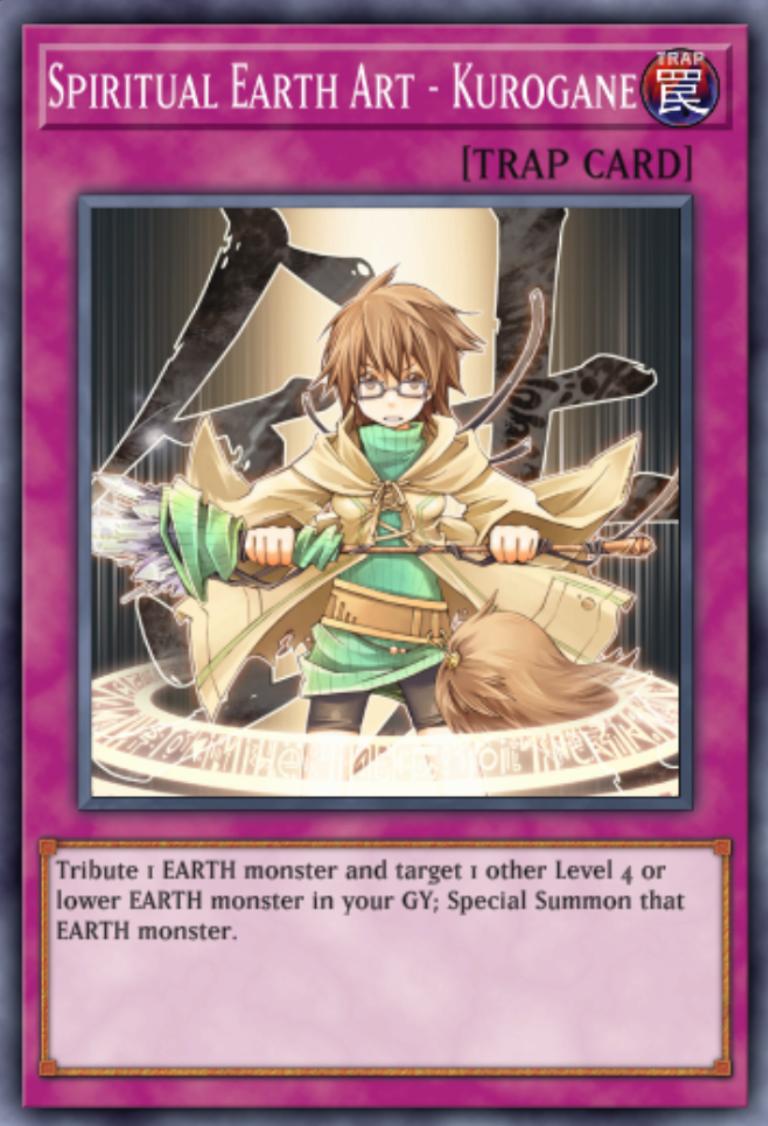 Spiritual Earth Art - Kurogane
TRAP
罠
[TRAP CARD]
Tribute 1 EARTH monster and target 1 other Level 4 or
lower EARTH monster in your GY; Special Summon that
EARTH monster.